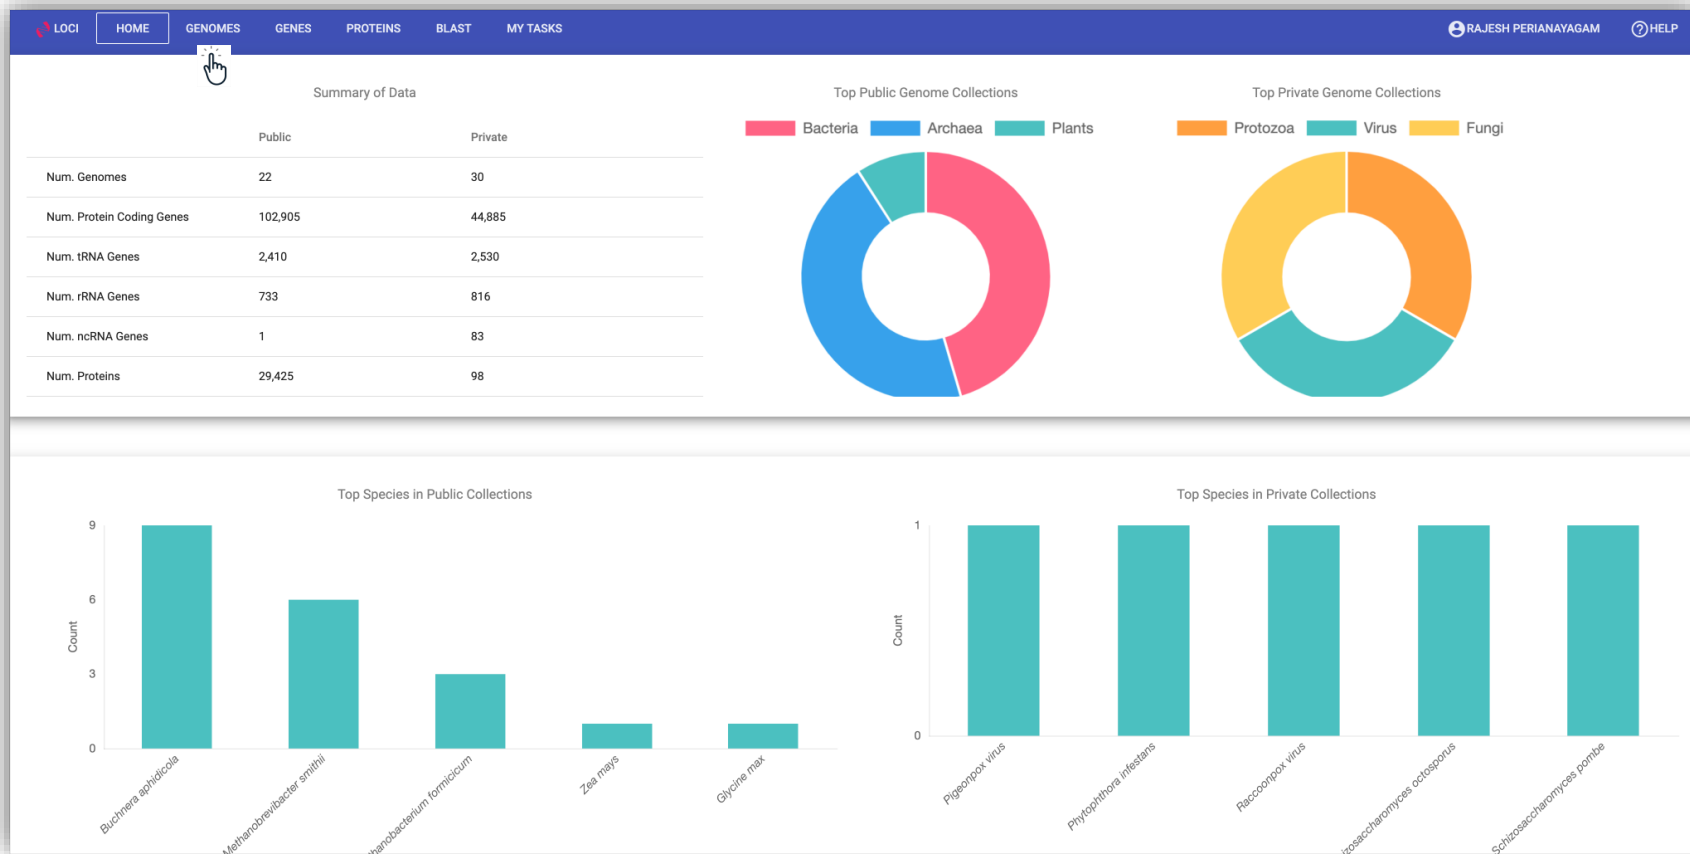 LOCI HOME GENOMES GENES PROTEINS BLAST MY TASKS RAJESH PERIANAYAGAM HELP
Summary of Data
Public Private
Num. Genomes 22 30
Num. Protein Coding Genes 102,905 44,885
Num. tRNA Genes 2,410 2,530
Num. rRNA Genes 733 816
Num. ncRNA Genes 1 83
Num. Proteins 29,425 98
Top Public Genome Collections
Bacteria Archaea Plants
Top Private Genome Collections
Protozoa Virus Fungi
Top Species in Public Collections
Count
9
6
3
0
Buchnera aphidicola
Methanobrevibacter smithii
formicicum
Zea mays
Glycine max
Top Species in Private Collections
Count
1
0
Pigeonpox virus
Phytophthora infestans
Raccoonpox virus
octosporus
Schizosaccharomyces pombe